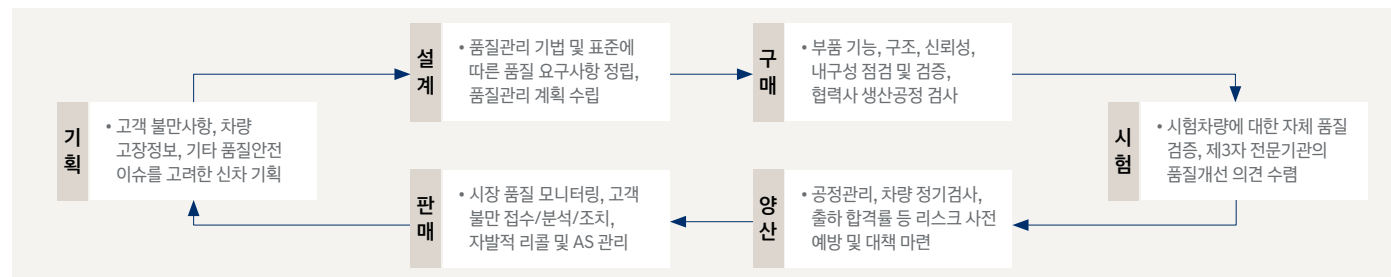 기획
• 고객 불만사항, 차량
고장정보, 기타 품질안전
이슈를 고려한 신차 기획
설계
• 품질관리 기법 및 표준에
따른 품질 요구사항 정립,
품질관리 계획 수립
구매
• 부품 기능, 구조, 신뢰성,
내구성 점검 및 검증,
협력사 생산공정 검사
시험
• 시험차량에 대한 자체 품질
검증, 제3자 전문기관의
품질개선 의견 수렴
양산
• 공정관리, 차량 정기검사,
출하 합격률 등 리스크 사전
예방 및 대책 마련
판매
• 시장 품질 모니터링, 고객
불만 접수/분석/조치,
자발적 리콜 및 AS 관리